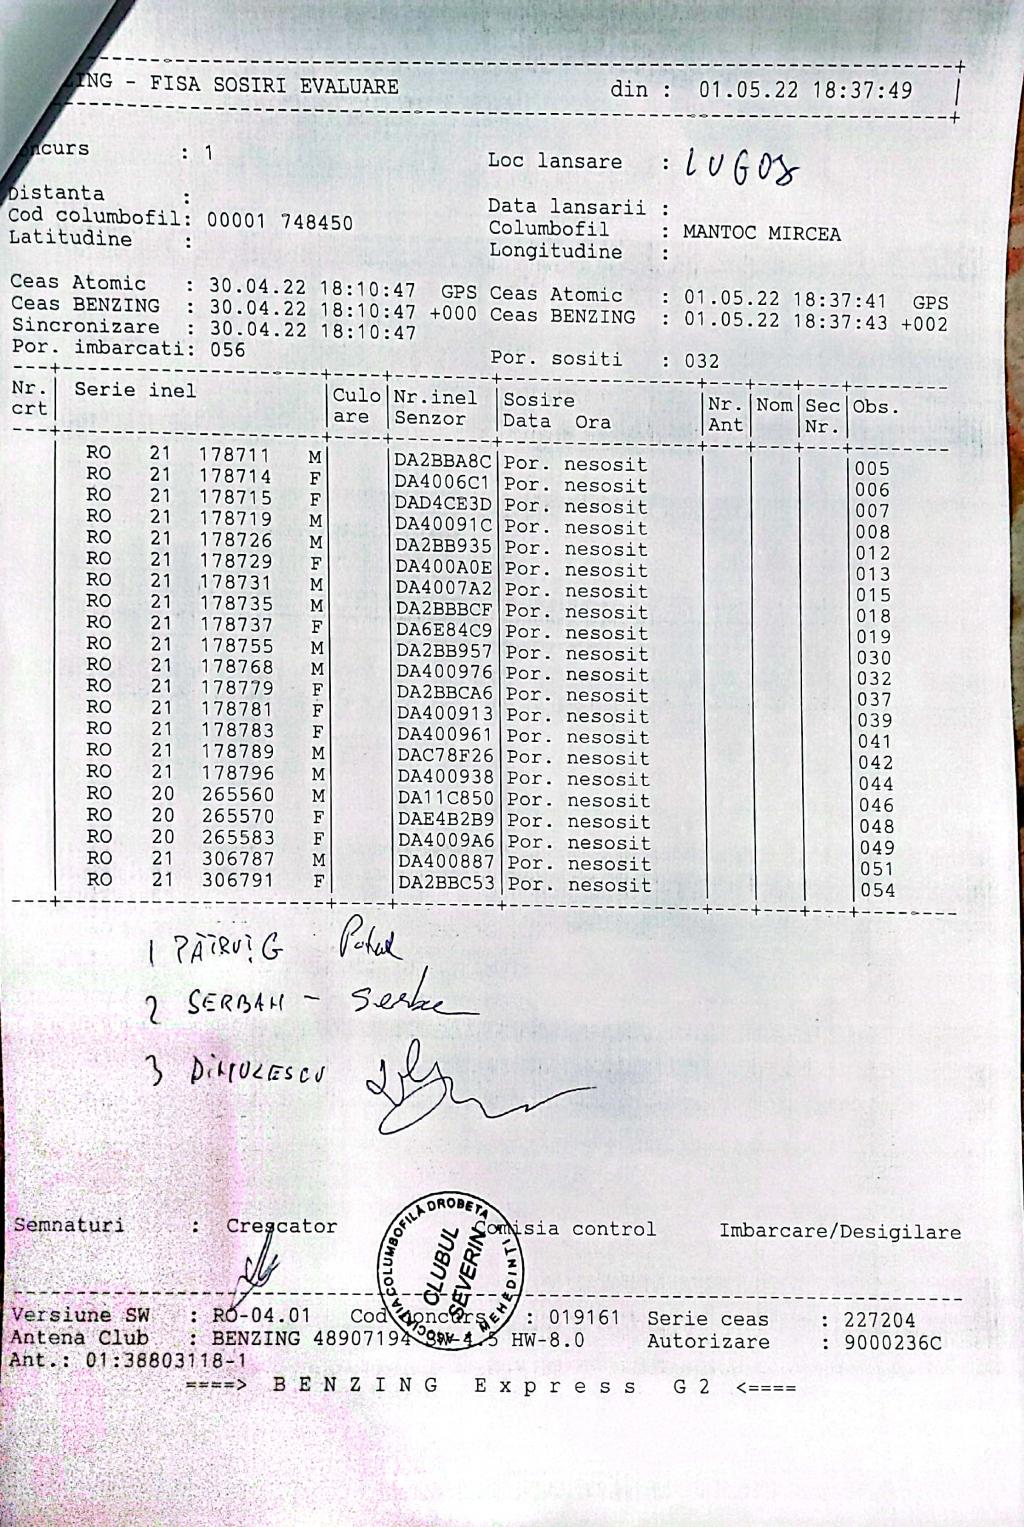 ZING - FISA SOSIRI EVALUARE din : 01.05.22 18:37:49
oncurs : 1 Loc lansare : LUGOJ
Distanta : Data lansarii :
Cod columbofil: 00001 748450 Columbofil : MANTOC MIRCEA
Latitudine : Longitudine :
Ceas Atomic : 30.04.22 18:10:47 GPS Ceas Atomic : 01.05.22 18:37:41 GPS
Ceas BENZING : 30.04.22 18:10:47 +000 Ceas BENZING : 01.05.22 18:37:43 +002
Sincronizare : 30.04.22 18:10:47
Por. imbarcati: 056 Por. sositi : 032
Nr. Serie inel Culo Nr.inel Sosire Nr. Nom Sec Obs.
crt are Senzor Data Ora Ant Nr.
RO 21 178711 M DA2BBA8C Por. nesosit 005
RO 21 178714 F DA4006C1 Por. nesosit 006
RO 21 178715 F DAD4CE3D Por. nesosit 007
RO 21 178719 M DA40091C Por. nesosit 008
RO 21 178726 M DA2BB935 Por. nesosit 012
RO 21 178729 F DA400A0E Por. nesosit 013
RO 21 178731 M DA4007A2 Por. nesosit 015
RO 21 178735 M DA2BBBCF Por. nesosit 018
RO 21 178737 F DA6E84C9 Por. nesosit 019
RO 21 178755 M DA2BB957 Por. nesosit 030
RO 21 178768 M DA400976 Por. nesosit 032
RO 21 178779 F DA2BBCA6 Por. nesosit 037
RO 21 178781 F DA400913 Por. nesosit 039
RO 21 178783 F DA400961 Por. nesosit 041
RO 21 178789 M DAC78F26 Por. nesosit 042
RO 21 178796 M DA400938 Por. nesosit 044
RO 20 265560 M DA11C850 Por. nesosit 046
RO 20 265570 F DAE4B2B9 Por. nesosit 048
RO 20 265583 F DA4009A6 Por. nesosit 049
RO 21 306787 M DA400887 Por. nesosit 051
RO 21 306791 F DA2BBC53 Por. nesosit 054
1 PĂTRUȚ G
2 SERBAN -
3 DIMULESCU
Semnaturi : Crescator Comisia control Imbarcare/Desigilare
ASOCIATIA COLUMBOFILĂ DROBETA MEHEDINTI
CLUBUL
SEVERIN
Versiune SW : RO-04.01 Cod concurs : 019161 Serie ceas : 227204
Antena Club : BENZING 48907194 SW-4.5 HW-8.0 Autorizare : 9000236C
Ant.: 01:38803118-1
====> BENZING Express G2 <====